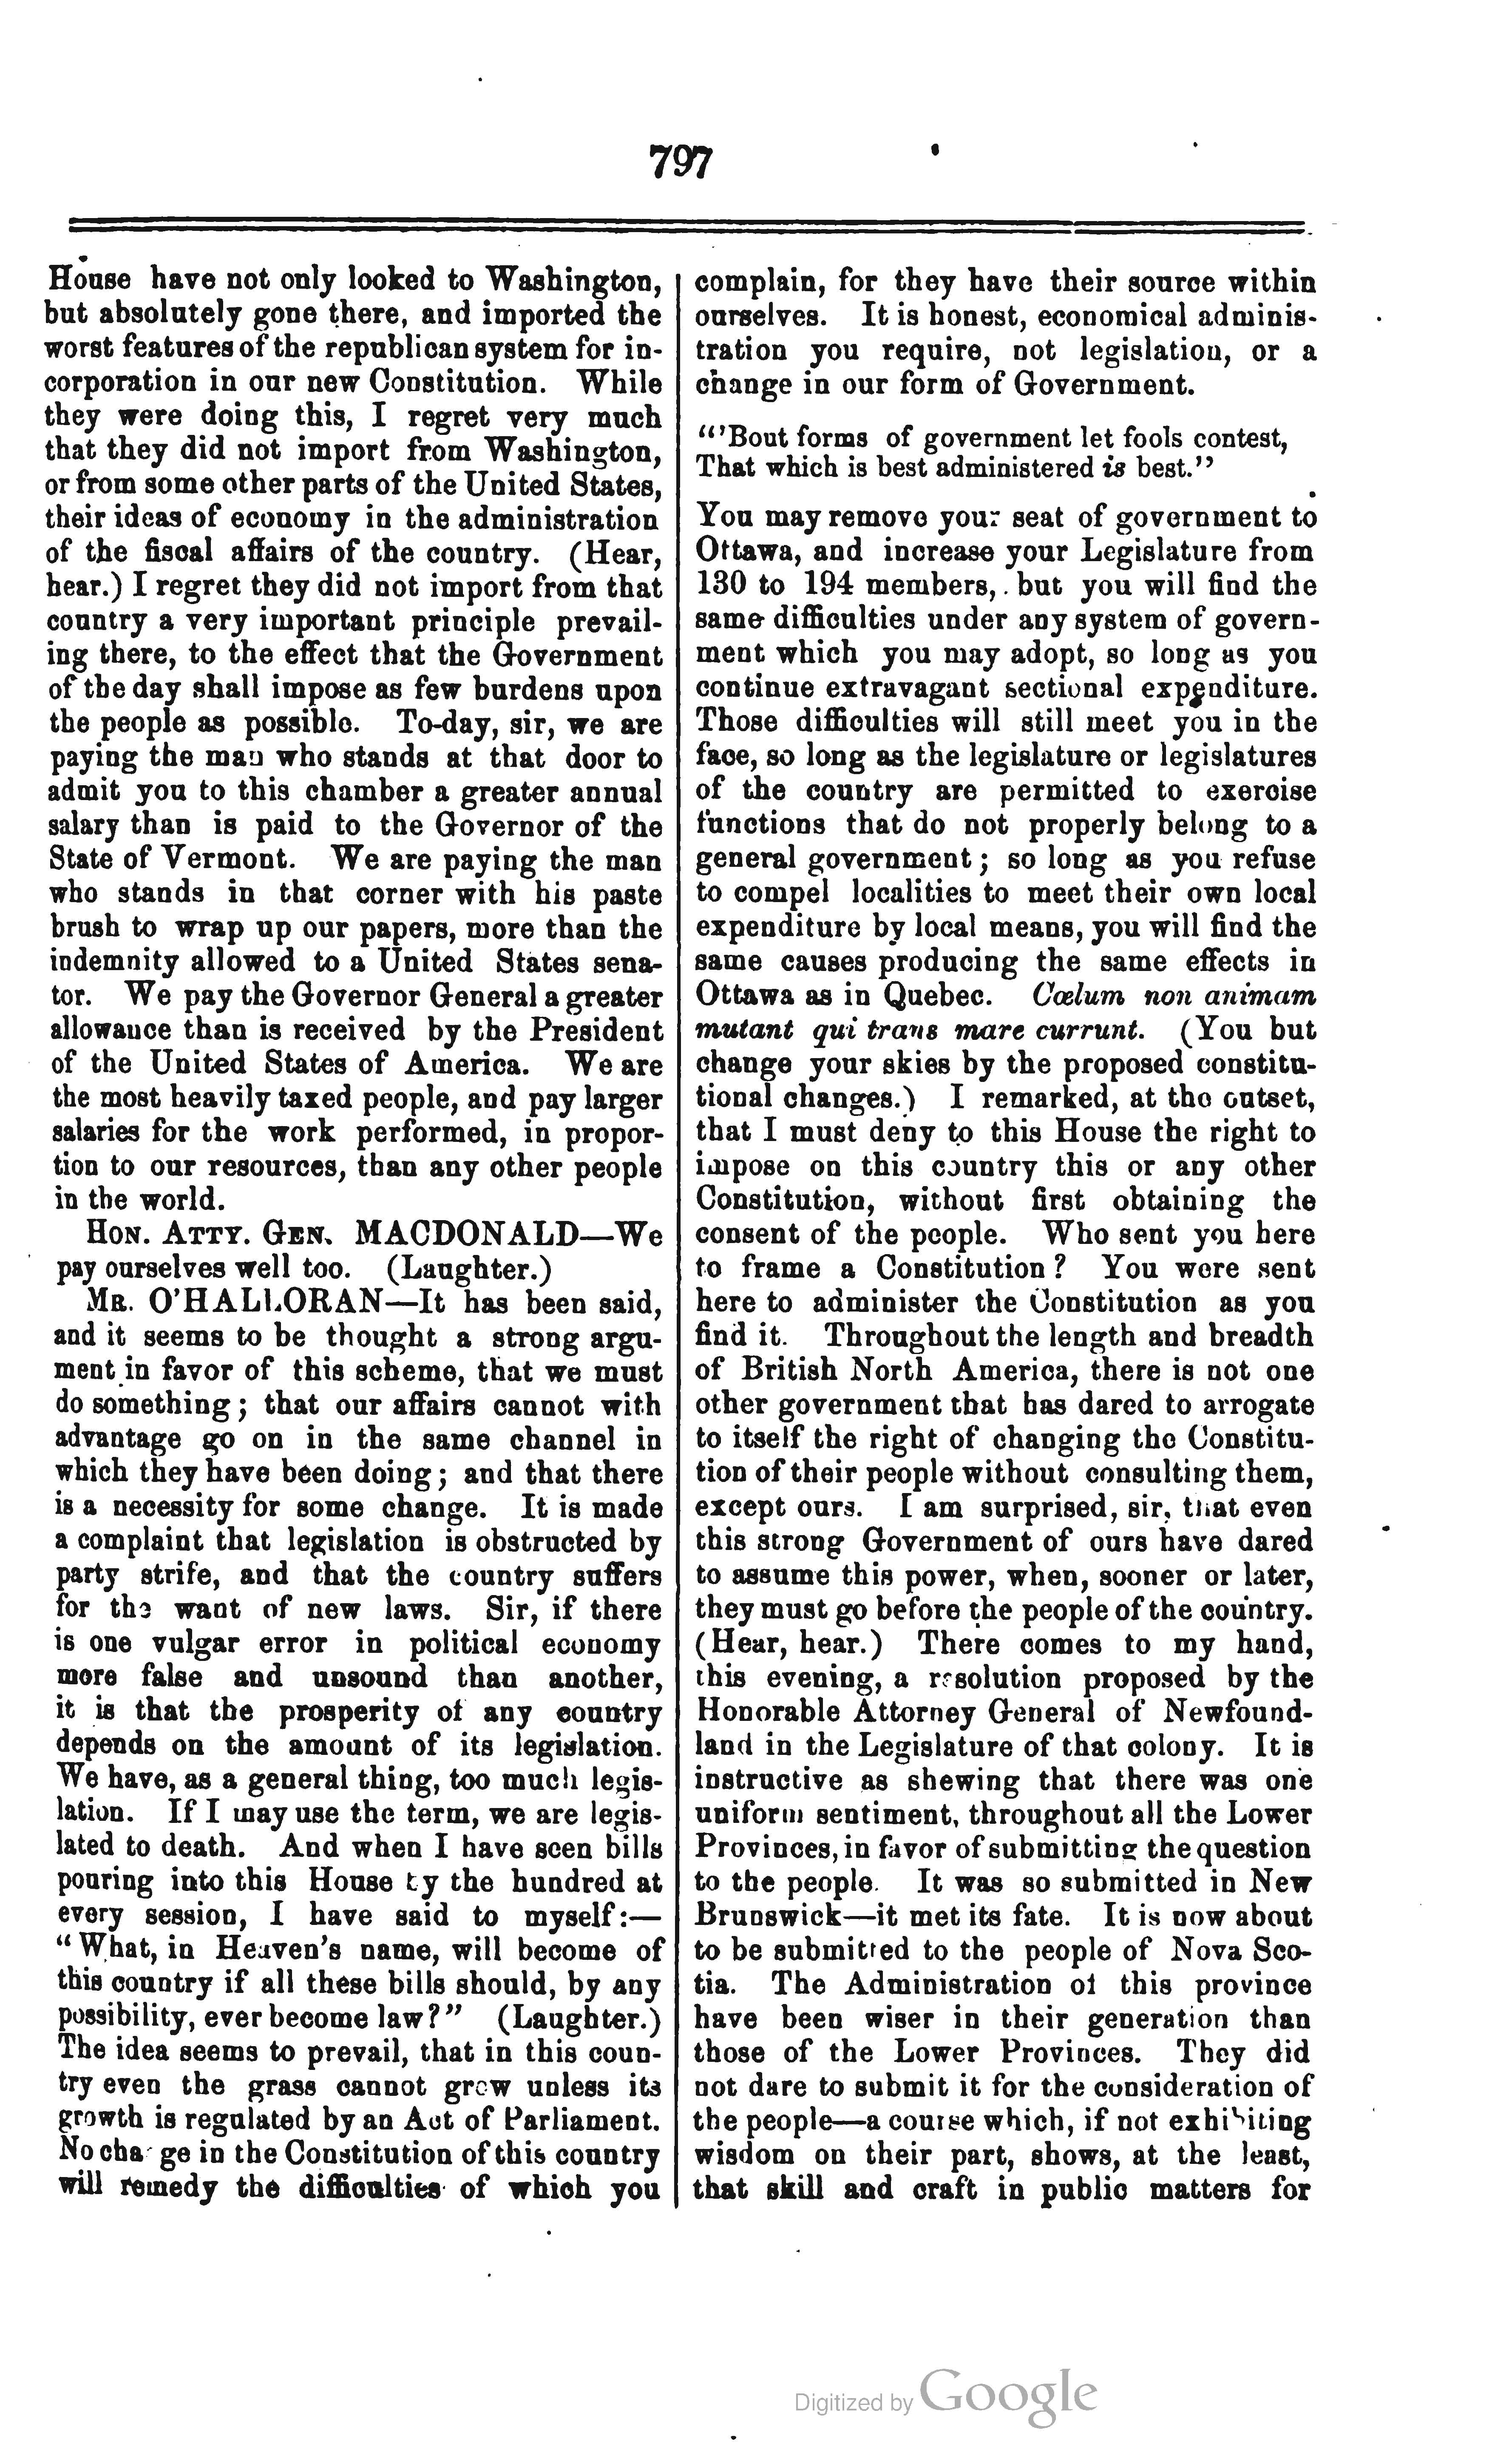 797
House have not only looked to Washington,
but absolutely gone there, and imported the
worst features of the republican system for in-
corporation in our new Constitution. While
they were doing this, I regret very much
that they did not import from Washington,
or from some other parts of the United States,
their ideas of economy in the administration
of the fiscal affairs of the country. (Hear,
hear.) I regret they did not import from that
country a very important principle prevail-
ing there, to the effect that the Government
of the day shall impose as few burdens upon
the people as possible. To-day, sir, we are
paying the man who stands at that door to
admit you to this chamber a greater annual
salary than is paid to the Governor of the
State of Vermont. We are paying the man
who stands in that corner with his paste
brush to wrap up our papers, more than the
indemnity allowed to a United States sena-
tor. We pay the Governor General a greater
allowance than is received by the President
of the United States of America. We are
the most heavily taxed people, and pay larger
salaries for the work performed, in propor-
tion to our resources, than any other people
in the world.
HON. ATTY. GEN. MACDONALD—We
pay ourselves well too. (Laughter.)
MR. O'HALLORAN—It has been said,
and it seems to be thought a strong argu-
ment in favor of this scheme, that we must
do something; that our affairs cannot with
advantage go on in the same channel in
which they have been doing; and that there
is a necessity for some change. It is made
a complaint that legislation is obstructed by
party strife, and that the country suffers
for the want of new laws. Sir, if there
is one vulgar error in political economy
more false and unsound than another,
it is that the prosperity of any country
depends on the amount of its legislation.
We have, as a general thing, too much legis-
lation. If I may use the term, we are legis-
lated to death. And when I have seen bills
pouring into this House by the hundred at
every session, I have said to myself:—
“What, in Heaven's name, will become of
this country if all these bills should, by any
possibility, ever become law?” (Laughter.)
The idea seems to prevail, that in this coun-
try even the grass cannot grow unless its
growth is regulated by an Act of Parliament.
No change in the Constitution of this country
will remedy the difficulties of which you
complain, for they have their source within
ourselves. It is honest, economical adminis-
tration you require, not legislation, or a
change in our form of Government.
“'Bout forms of government let fools contest,
That which is best administered is best.”
You may remove your seat of government to
Ottawa, and increase your Legislature from
130 to 194 members, but you will find the
same difficulties under any system of govern-
ment which you may adopt, so long as you
continue extravagant sectional expenditure.
Those difficulties will still meet you in the
face, so long as the legislature or legislatures
of the country are permitted to exercise
functions that do not properly belong to a
general government; so long as you refuse
to compel localities to meet their own local
expenditure by local means, you will find the
same causes producing the same effects in
Ottawa as in Quebec. Cœlum non animam
mutant qui trans mare currunt. (You but
change your skies by the proposed constitu-
tional changes.) I remarked, at the outset,
that I must deny to this House the right to
impose on this country this or any other
Constitution, without first obtaining the
consent of the people. Who sent you here
to frame a Constitution? You were sent
here to administer the Constitution as you
find it. Throughout the length and breadth
of British North America, there is not one
other government that has dared to arrogate
to itself the right of changing the Constitu-
tion of their people without consulting them,
except ours. I am surprised, sir, that even
this strong Government of ours have dared
to assume this power, when, sooner or later,
they must go before the people of the country.
(Hear, hear.) There comes to my hand,
this evening, a resolution proposed by the
Honorable Attorney General of Newfound-
land in the Legislature of that colony. It is
instructive as shewing that there was one
uniform sentiment, throughout all the Lower
Provinces, in favor of submitting the question
to the people. It was so submitted in New
Brunswick—it met its fate. It is now about
to be submitted to the people of Nova Sco-
tia. The Administration of this province
have been wiser in their generation than
those of the Lower Provinces. They did
not dare to submit it for the consideration of
the people—a course which, if not exhibiting
wisdom on their part, shows, at the least,
that skill and craft in public matters for
Digitized by Google